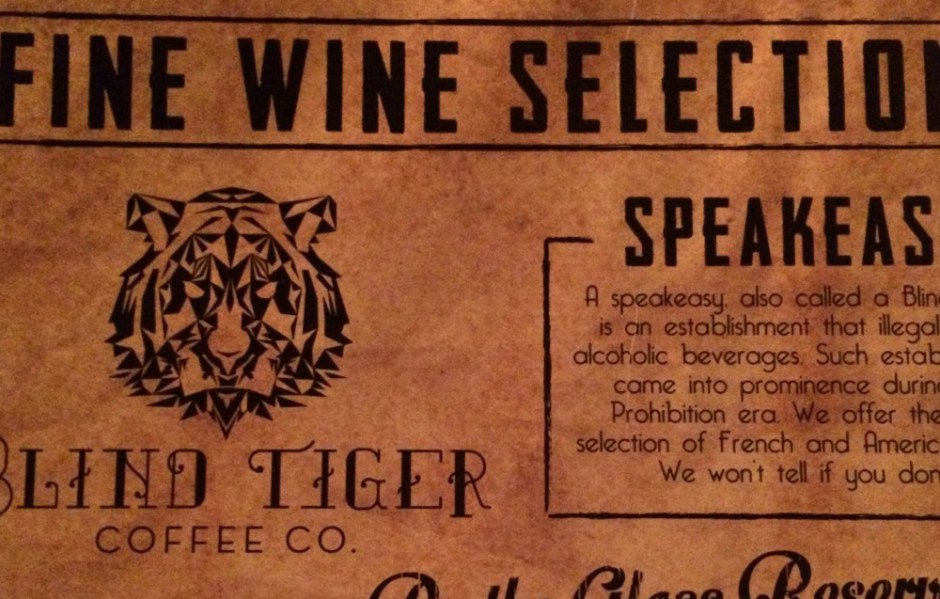 FINE WINE SELECTION
BLIND TIGER
COFFEE CO.
SPEAKEAS
A speakeasy, also called a Blin
is an establishment that illegal
alcoholic beverages. Such estab
came into prominence durin
Prohibition era. We offer the
selection of French and Americ
We won't tell if you don
Reserv